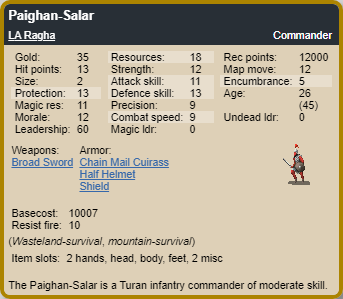 Paighan-Salar
LA Ragha Commander
Gold: 35 Resources: 18 Rec points: 12000
Hit points: 13 Strength: 12 Map move: 12
Size: 2 Attack skill: 11 Encumbrance: 5
Protection: 13 Defence skill: 13 Age: 26
Magic res: 11 Precision: 9 (45)
Morale: 12 Combat speed: 9 Undead ldr: 0
Leadership: 60 Magic ldr: 0
Weapons: Armor:
Broad Sword Chain Mail Cuirass
Half Helmet
Shield
Basecost: 10007
Resist fire: 10
(Wasteland-survival, mountain-survival)
Item slots: 2 hands, head, body, feet, 2 misc
The Paighan-Salar is a Turan infantry commander of moderate skill.